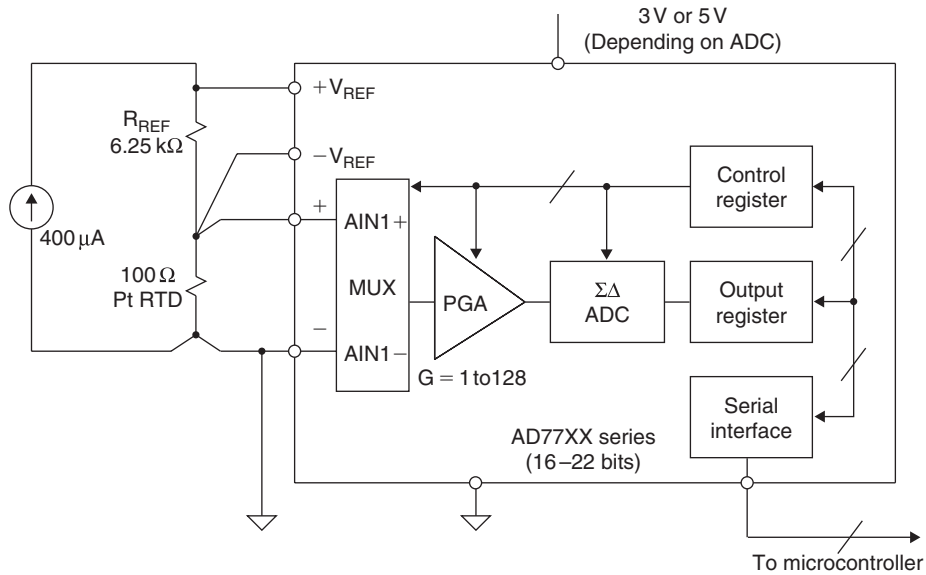 3 V or 5 V
(Depending on ADC)
+VREF
RREF
6.25 kΩ
−VREF
Control
register
+
AIN1+
400 μA
100 Ω
Pt RTD
MUX
PGA
ΣΔ
ADC
Output
register
−
AIN1−
G = 1 to 128
Serial
interface
AD77XX series
(16–22 bits)
To microcontroller